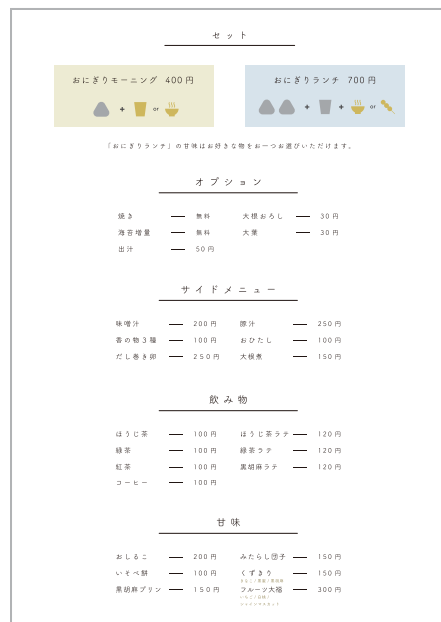 セット
おにぎりモーニング 400円
おにぎりランチ 700円
+ or
+ + or
「おにぎりランチ」の甘味はお好きな物をお一つお選びいただけます。
オプション
焼き — 無料 大根おろし — 30円
海苔増量 — 無料 大葉 — 30円
出汁 — 50円
サイドメニュー
味噌汁 — 200円 豚汁 — 250円
香の物3種 — 100円 おひたし — 100円
だし巻き卵 — 250円 大根煮 — 150円
飲み物
ほうじ茶 — 100円 ほうじ茶ラテ — 120円
緑茶 — 100円 緑茶ラテ — 120円
紅茶 — 100円 黒胡麻ラテ — 120円
コーヒー — 100円
甘味
おしるこ — 200円 みたらし団子 — 150円
いそべ餅 — 100円 くずきり — 150円
黒胡麻プリン — 150円 フルーツ大福 — 300円